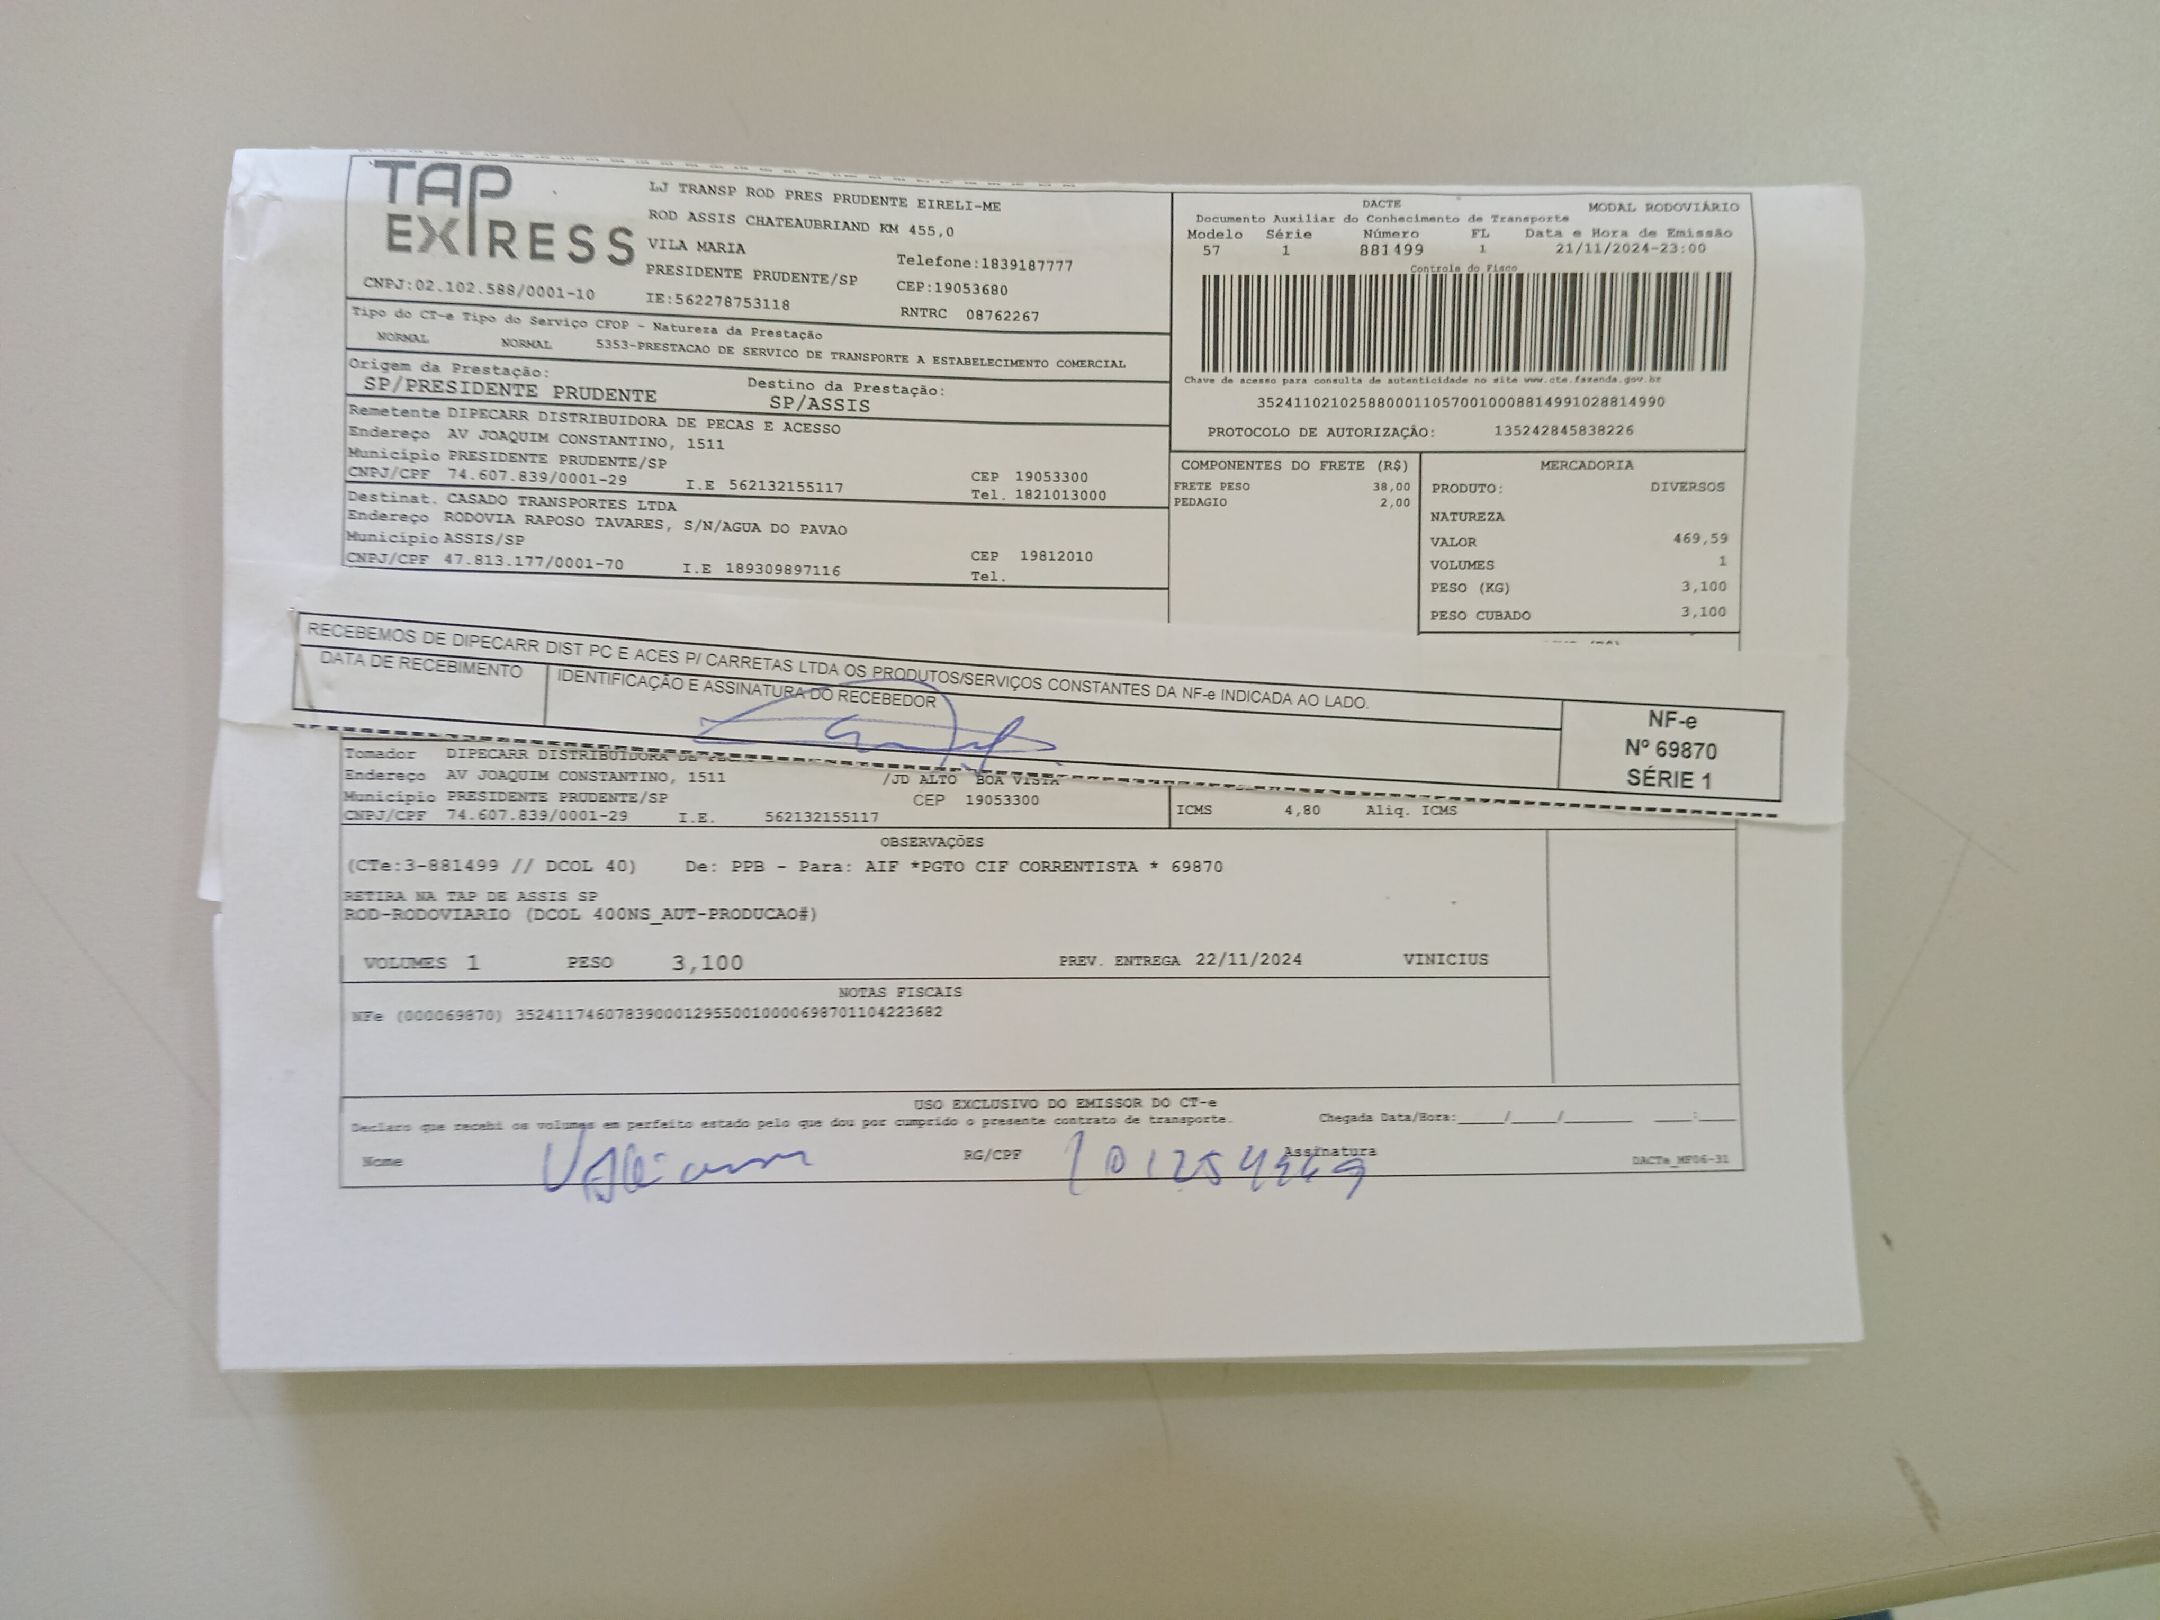 TAP EXPRESS
LJ TRANSP ROD PRES PRUDENTE EIRELI-ME
ROD ASSIS CHATEAUBRIAND KM 455,0
VILA MARIA
Telefone:1839187777
PRESIDENTE PRUDENTE/SP
CEP:19053680
CNPJ:02.102.588/0001-10
IE:562278753118
RNTRC 08762267
DACTE
MODAL RODOVIÁRIO
Documento Auxiliar do Conhecimento de Transporte
Modelo Série Número FL Data e Hora de Emissão
57 1 881499 1 21/11/2024-23:00
Controle do Fisco
Chave de acesso para consulta de autenticidade no site www.cte.fazenda.gov.br
35241102102588000110570010008814991028814990
PROTOCOLO DE AUTORIZAÇÃO: 135242845838226
Tipo do CT-e Tipo do Serviço CFOP - Natureza da Prestação
NORMAL NORMAL 5353-PRESTACAO DE SERVICO DE TRANSPORTE A ESTABELECIMENTO COMERCIAL
Origem da Prestação: Destino da Prestação:
SP/PRESIDENTE PRUDENTE SP/ASSIS
Remetente DIPECARR DISTRIBUIDORA DE PECAS E ACESSO
Endereço AV JOAQUIM CONSTANTINO, 1511
Município PRESIDENTE PRUDENTE/SP CEP 19053300
CNPJ/CPF 74.607.839/0001-29 I.E 562132155117 Tel. 1821013000
Destinat. CASADO TRANSPORTES LTDA
Endereço RODOVIA RAPOSO TAVARES, S/N/AGUA DO PAVAO
Município ASSIS/SP CEP 19812010
CNPJ/CPF 47.813.177/0001-70 I.E 189309897116 Tel.
COMPONENTES DO FRETE (R$)
FRETE PESO 38,00
PEDAGIO 2,00
MERCADORIA
PRODUTO: DIVERSOS
NATUREZA
VALOR 469,59
VOLUMES 1
PESO (KG) 3,100
PESO CUBADO 3,100
RECEBEMOS DE DIPECARR DIST PC E ACES P/ CARRETAS LTDA OS PRODUTOS/SERVIÇOS CONSTANTES DA NF-e INDICADA AO LADO.
DATA DE RECEBIMENTO IDENTIFICAÇÃO E ASSINATURA DO RECEBEDOR
NF-e
Nº 69870
SÉRIE 1
Tomador DIPECARR DISTRIBUIDORA DE
Endereço AV JOAQUIM CONSTANTINO, 1511 /JD ALTO BOA VISTA
Município PRESIDENTE PRUDENTE/SP CEP 19053300
CNPJ/CPF 74.607.839/0001-29 I.E. 562132155117
ICMS 4,80 Aliq. ICMS
OBSERVAÇÕES
(CTe:3-881499 // DCOL 40) De: PPB - Para: AIF *PGTO CIF CORRENTISTA * 69870
RETIRA NA TAP DE ASSIS SP
ROD-RODOVIARIO (DCOL 400NS_AUT-PRODUCAO#)
VOLUMES 1 PESO 3,100 PREV. ENTREGA 22/11/2024 VINICIUS
NOTAS FISCAIS
NFe (000069870) 35241174607839000129550010000698701104223682
USO EXCLUSIVO DO EMISSOR DO CT-e
Declaro que recebi os volumes em perfeito estado pelo que dou por cumprido o presente contrato de transporte. Chegada Data/Hora:____/____/______ ___:___
Nome RG/CPF Assinatura DACTe_MF06-31